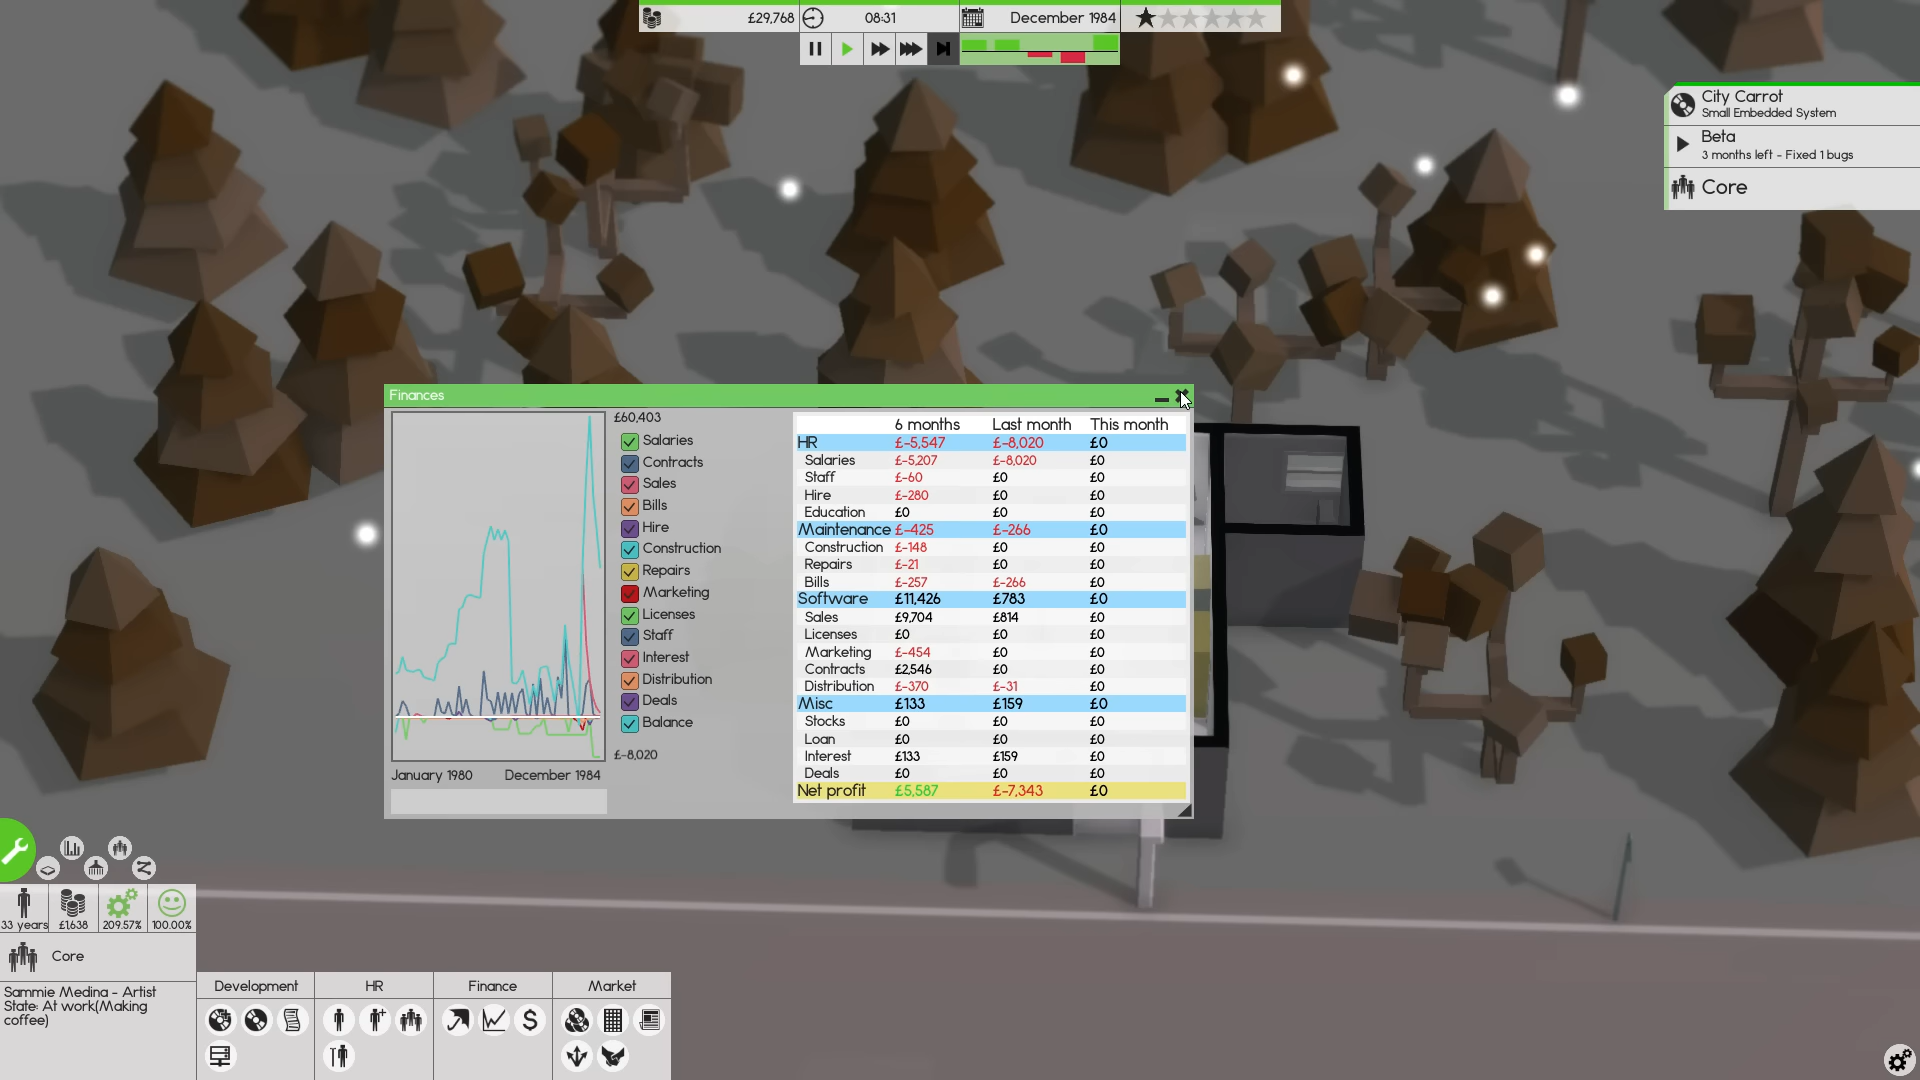 £29,768
08:31
December 1984
City Carrot
Small Embedded System
Beta
3 months left - Fixed 1 bugs
Core
Finances
£60,403
Salaries
Contracts
Sales
Bills
Hire
Construction
Repairs
Marketing
Licenses
Staff
Interest
Distribution
Deals
Balance
£-8,020
January 1980 December 1984
6 months Last month This month
HR £-5,547 £-8,020 £0
Salaries £-5,207 £-8,020 £0
Staff £-60 £0 £0
Hire £-280 £0 £0
Education £0 £0 £0
Maintenance £-425 £-266 £0
Construction £-148 £0 £0
Repairs £-21 £0 £0
Bills £-257 £-266 £0
Software £11,426 £783 £0
Sales £9,704 £814 £0
Licenses £0 £0 £0
Marketing £-454 £0 £0
Contracts £2,546 £0 £0
Distribution £-370 £-31 £0
Misc £133 £159 £0
Stocks £0 £0 £0
Loan £0 £0 £0
Interest £133 £159 £0
Deals £0 £0 £0
Net profit £5,587 £-7,343 £0
33 years £1,638 209.57% 100.00%
Core
Sammie Medina - Artist
State: At work(Making
coffee)
Development HR Finance Market